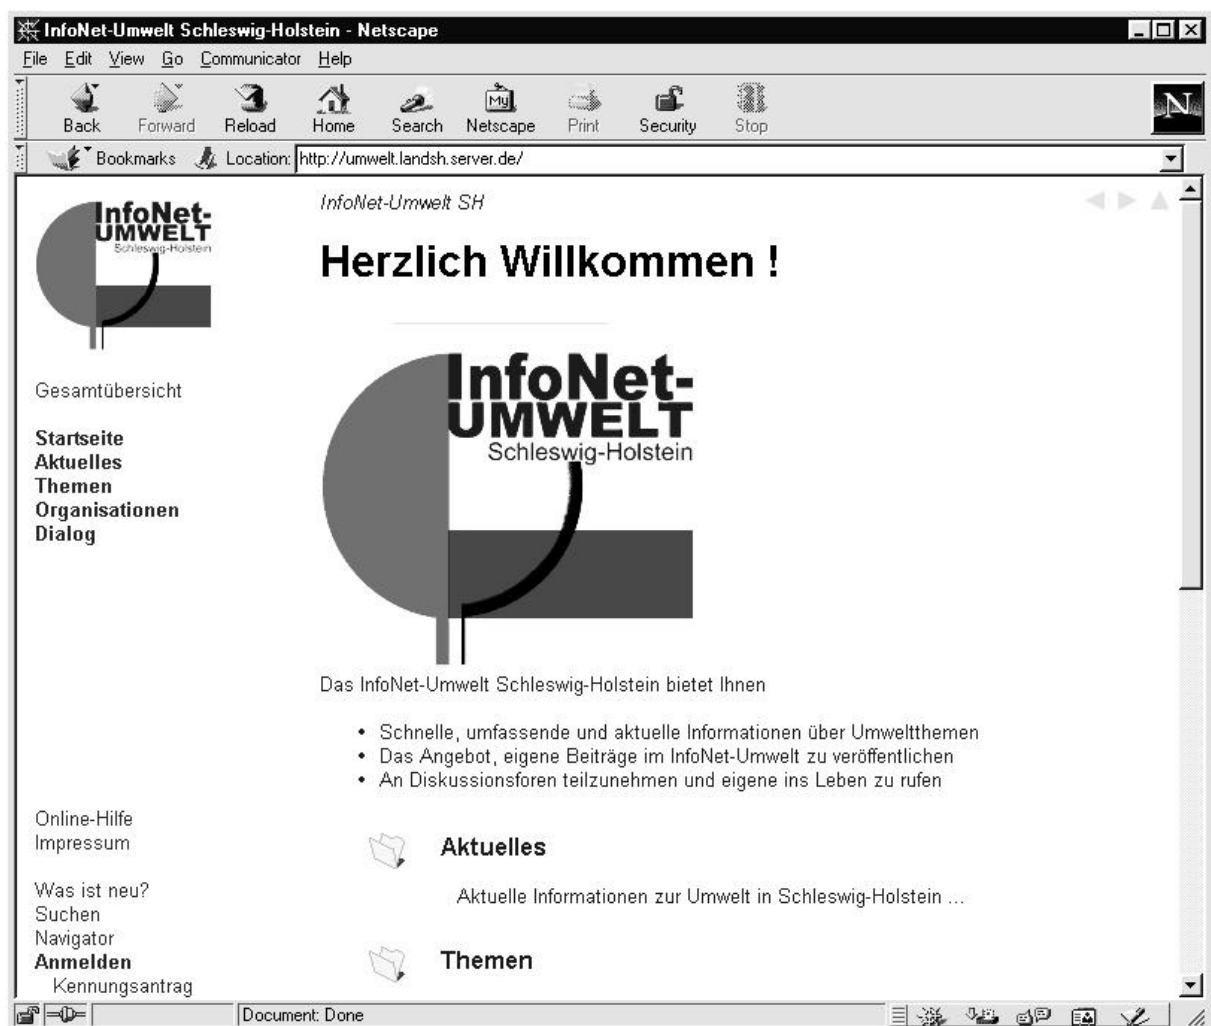 InfoNet-Umwelt Schleswig-Holstein - Netscape
File Edit View Go Communicator Help
Back Forward Reload Home Search Netscape Print Security Stop
My
N
Bookmarks Location: http://umwelt.landsh.server.de/
InfoNet-
UMWELT
Schleswig-Holstein
Gesamtübersicht
Startseite
Aktuelles
Themen
Organisationen
Dialog
Online-Hilfe
Impressum
Was ist neu?
Suchen
Navigator
Anmelden
Kennungsantrag
InfoNet-Umwelt SH
Herzlich Willkommen !
InfoNet-
UMWELT
Schleswig-Holstein
Das InfoNet-Umwelt Schleswig-Holstein bietet Ihnen
• Schnelle, umfassende und aktuelle Informationen über Umweltthemen
• Das Angebot, eigene Beiträge im InfoNet-Umwelt zu veröffentlichen
• An Diskussionsforen teilzunehmen und eigene ins Leben zu rufen
Aktuelles
Aktuelle Informationen zur Umwelt in Schleswig-Holstein ...
Themen
Document: Done